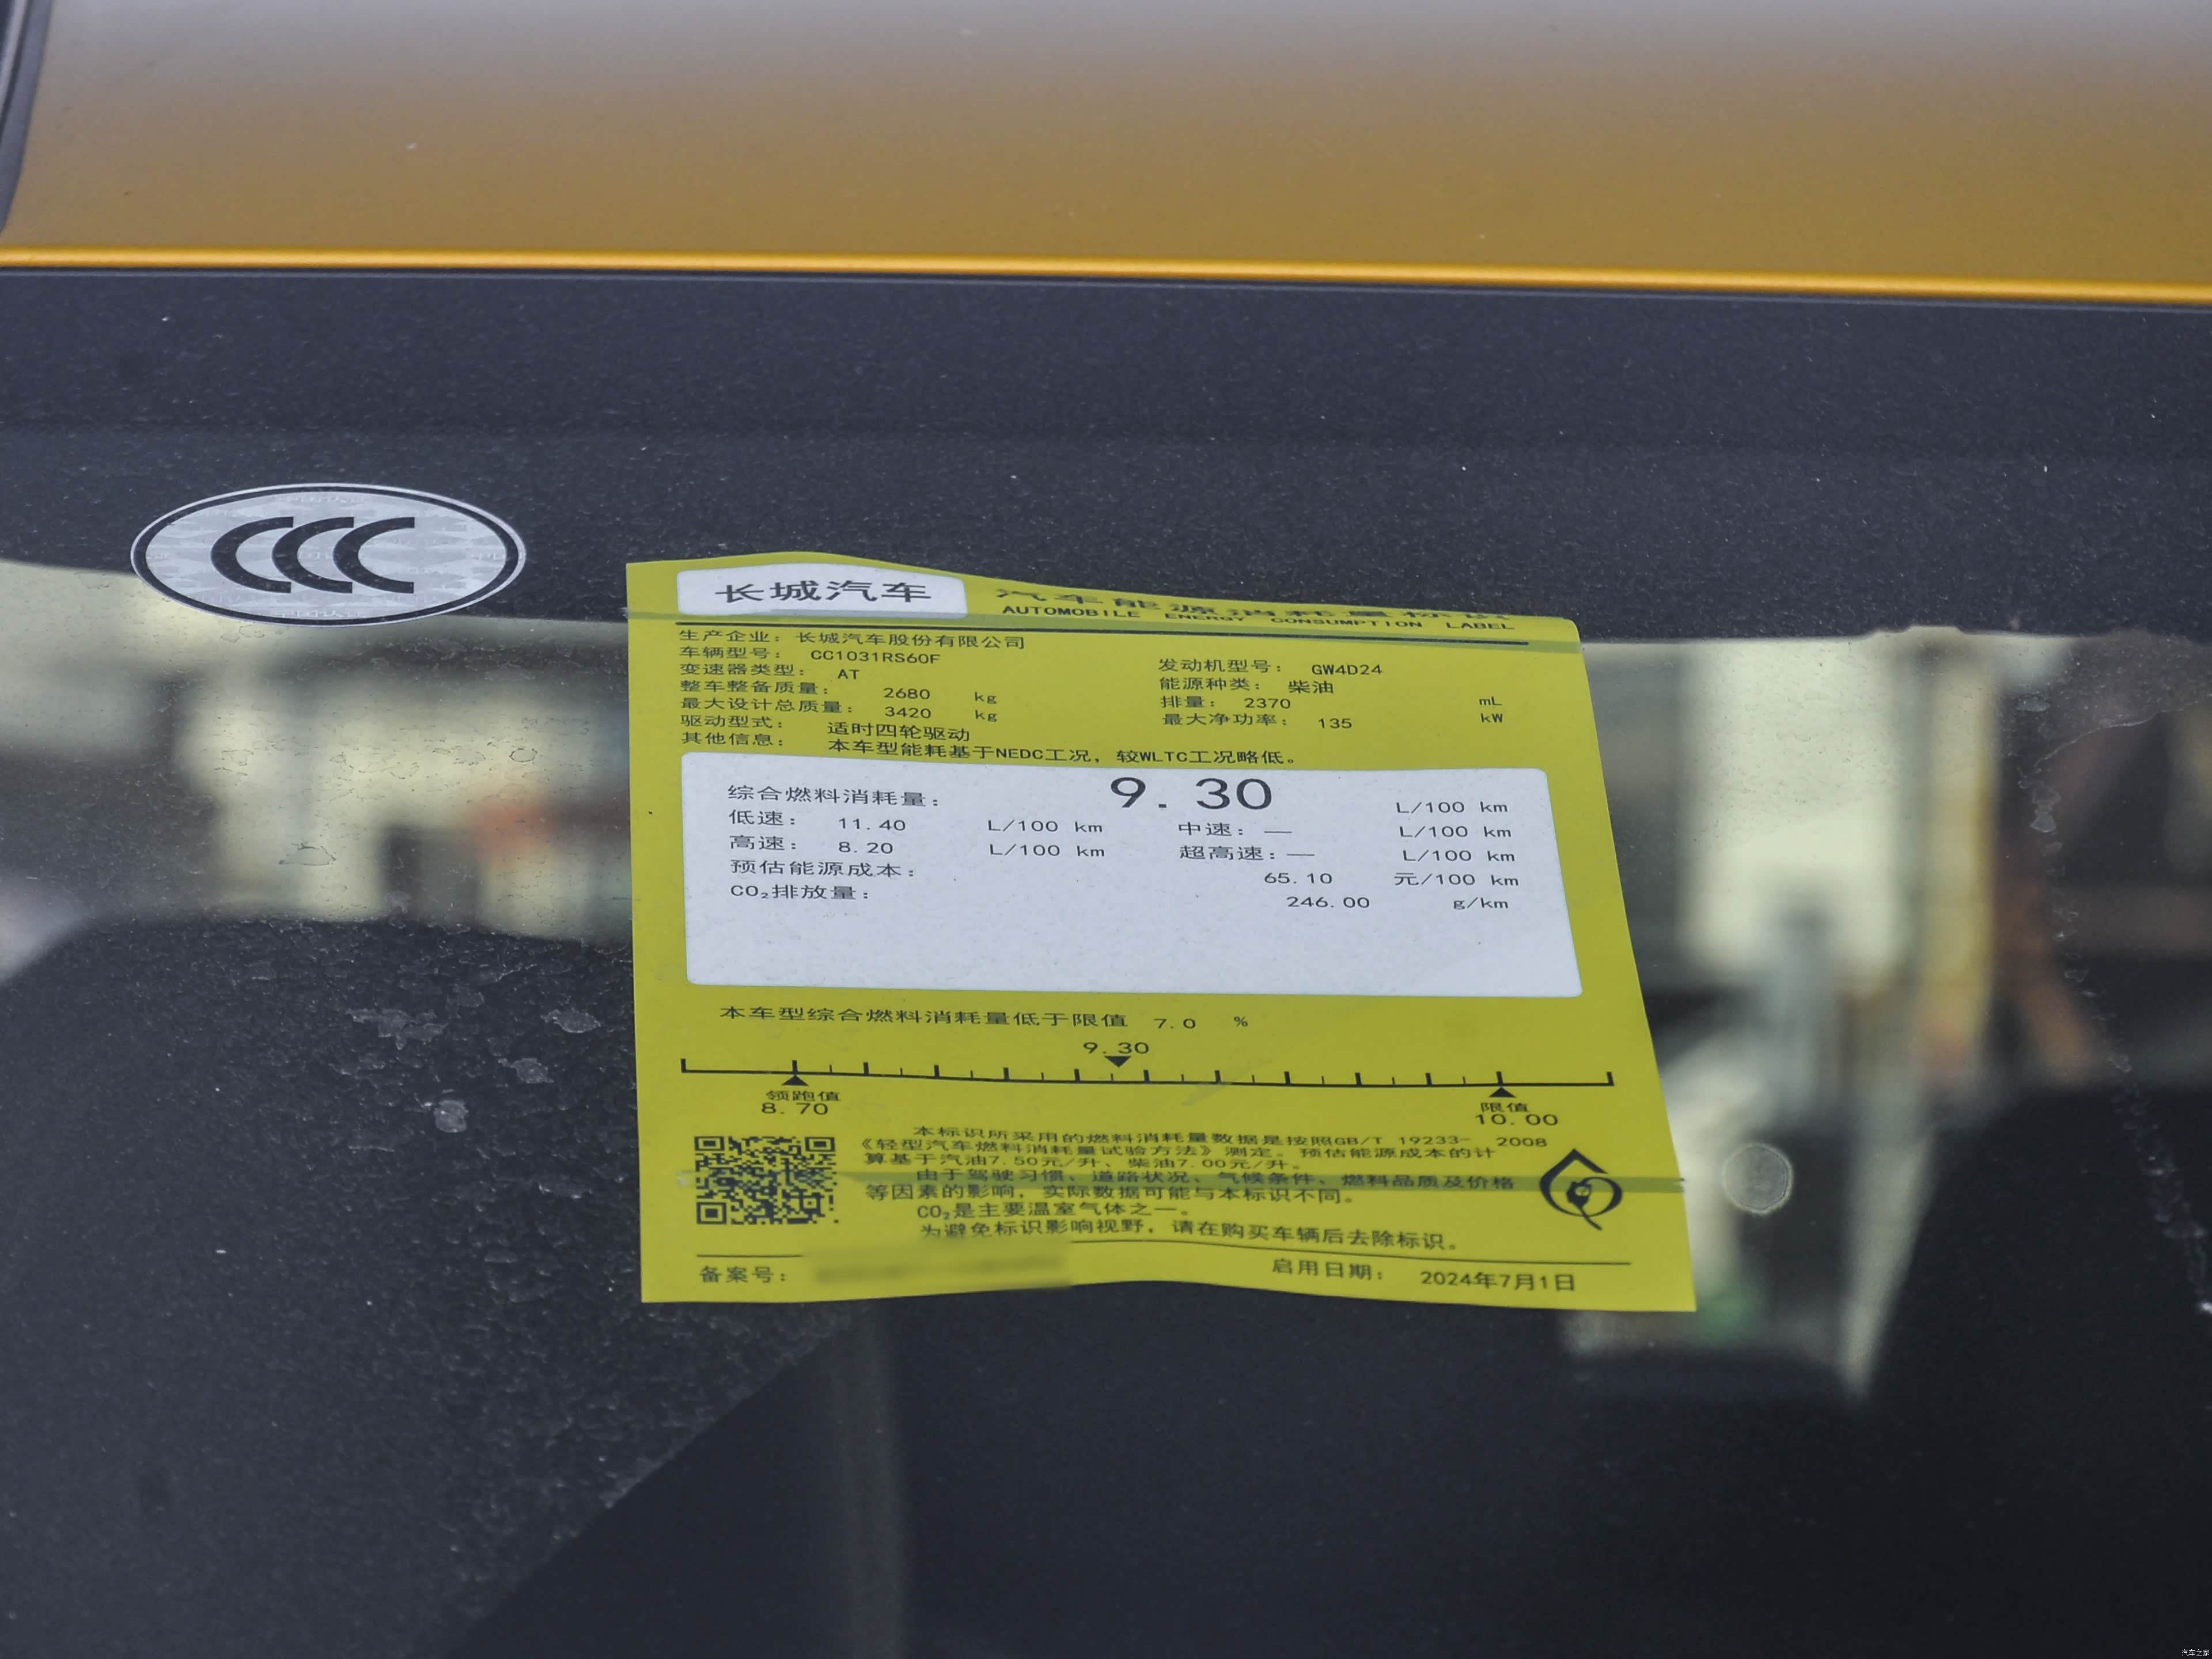 CCC
长城汽车
汽车能源消耗量标识
AUTOMOBILE ENERGY CONSUMPTION LABEL
生产企业: 长城汽车股份有限公司
车辆型号: CC1031RS60F
变速器类型: AT 发动机型号: GW4D24
整车整备质量: 2680 kg 能源种类: 柴油
最大设计总质量: 3420 kg 排量: 2370 mL
驱动型式: 适时四轮驱动 最大净功率: 135 kW
其他信息: 本车型能耗基于NEDC工况, 较WLTC工况略低。
综合燃料消耗量: 9.30 L/100 km
低速: 11.40 L/100 km 中速: — L/100 km
高速: 8.20 L/100 km 超高速: — L/100 km
预估能源成本: 65.10 元/100 km
CO₂排放量: 246.00 g/km
本车型综合燃料消耗量低于限值 7.0 %
9.30
领跑值 限值
8.70 10.00
本标识所采用的燃料消耗量数据是按照GB/T 19233- 2008
《轻型汽车燃料消耗量试验方法》测定。预估能源成本的计
算基于汽油7.50元/升、柴油7.00元/升。
由于驾驶习惯、道路状况、气候条件、燃料品质及价格
等因素的影响, 实际数据可能与本标识不同。
CO₂是主要温室气体之一。
为避免标识影响视野, 请在购买车辆后去除标识。
备案号: 启用日期: 2024年7月1日
汽车之家